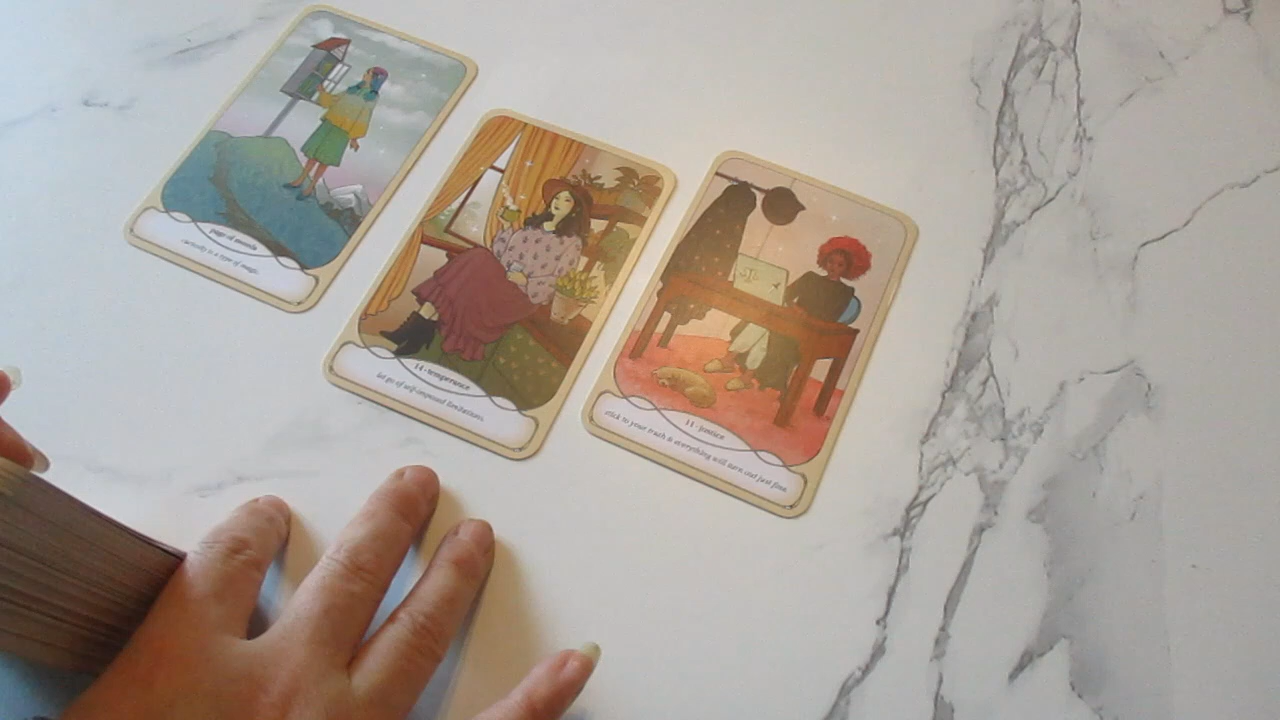 page of swords
curiosity is a type of magic.
14 • temperance
let go of self-imposed limitations.
11 • justice
stick to your truth & everything will turn out just fine